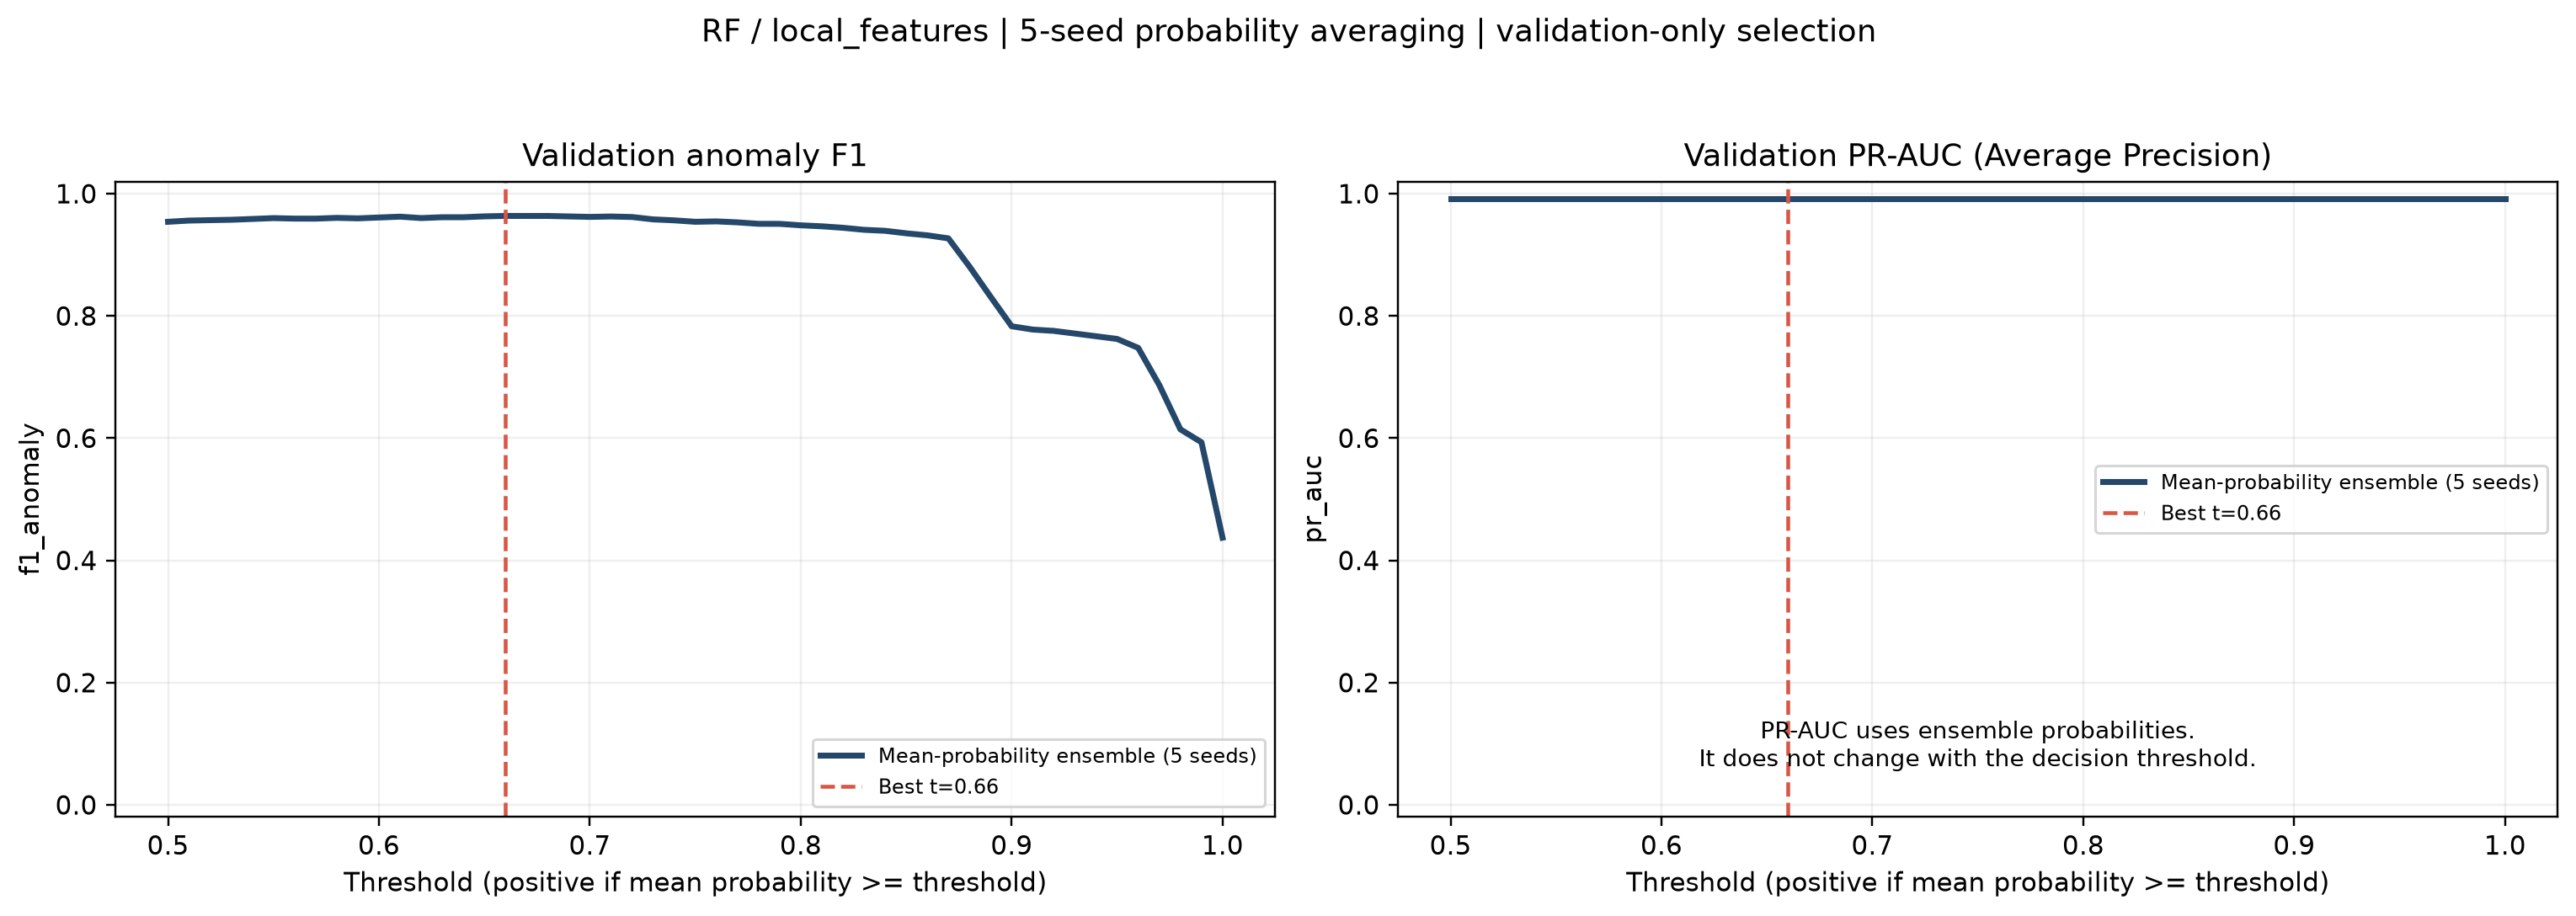 RF / local_features | 5-seed probability averaging | validation-only selection
Validation anomaly F1
1.0
0.8
0.6
0.4
0.2
0.0
f1_anomaly
Mean-probability ensemble (5 seeds)
Best t=0.66
0.5 0.6 0.7 0.8 0.9 1.0
Threshold (positive if mean probability >= threshold)
Validation PR-AUC (Average Precision)
1.0
0.8
0.6
0.4
0.2
0.0
pr_auc
Mean-probability ensemble (5 seeds)
Best t=0.66
PR-AUC uses ensemble probabilities.
It does not change with the decision threshold.
0.5 0.6 0.7 0.8 0.9 1.0
Threshold (positive if mean probability >= threshold)